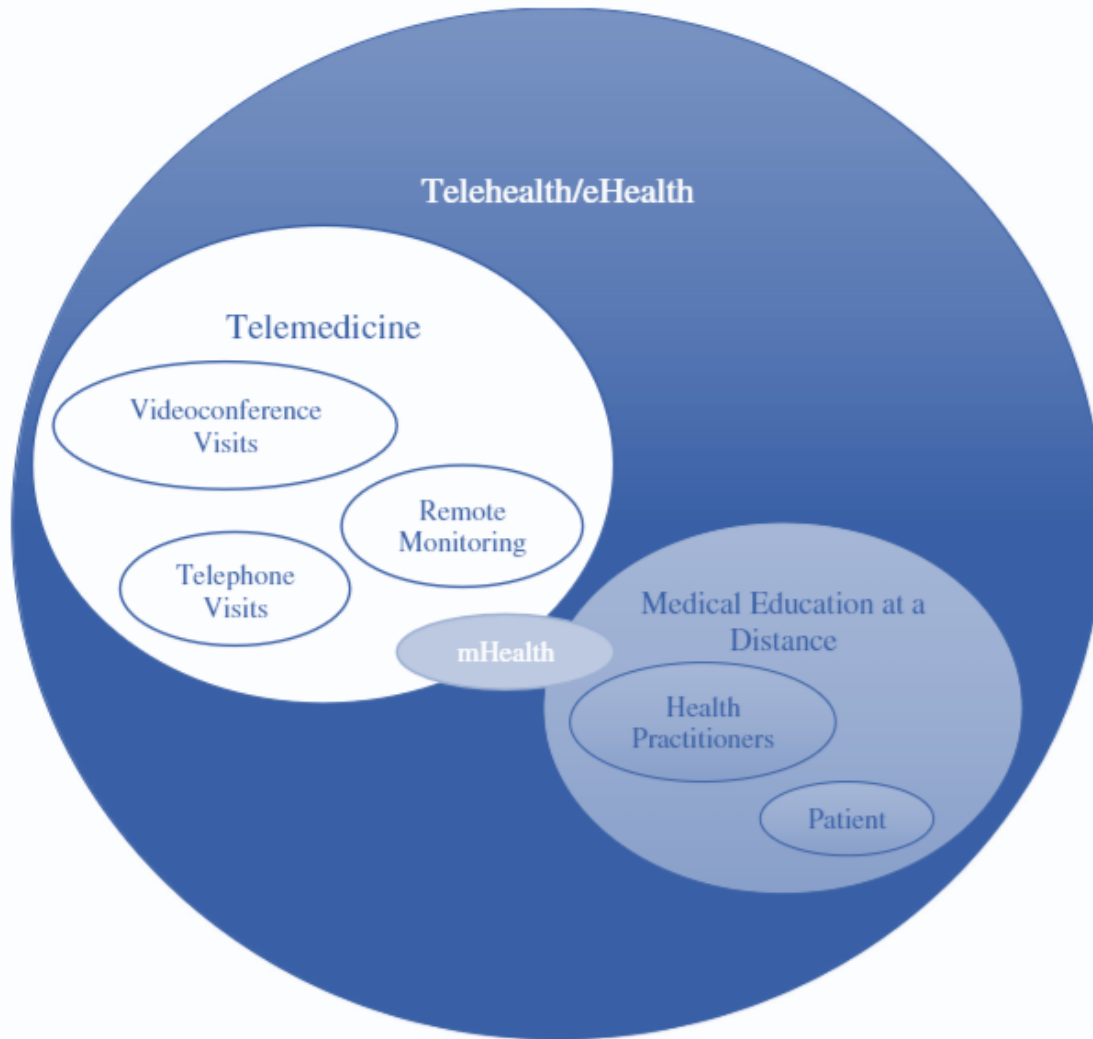 Telehealth/eHealth
Telemedicine
Videoconference
Visits
Remote
Monitoring
Telephone
Visits
mHealth
Medical Education at a
Distance
Health
Practitioners
Patient